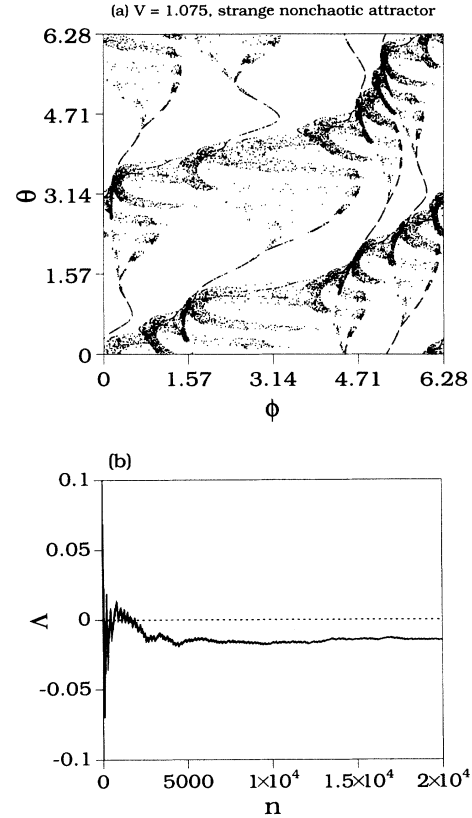 (a) V = 1.075, strange nonchaotic attractor
6.28
4.71
θ
3.14
1.57
0
0 1.57 3.14 4.71 6.28
ϕ
(b)
0.1
0.05
Λ
0
-0.05
-0.1
0 5000 1×10⁴ 1.5×10⁴ 2×10⁴
n